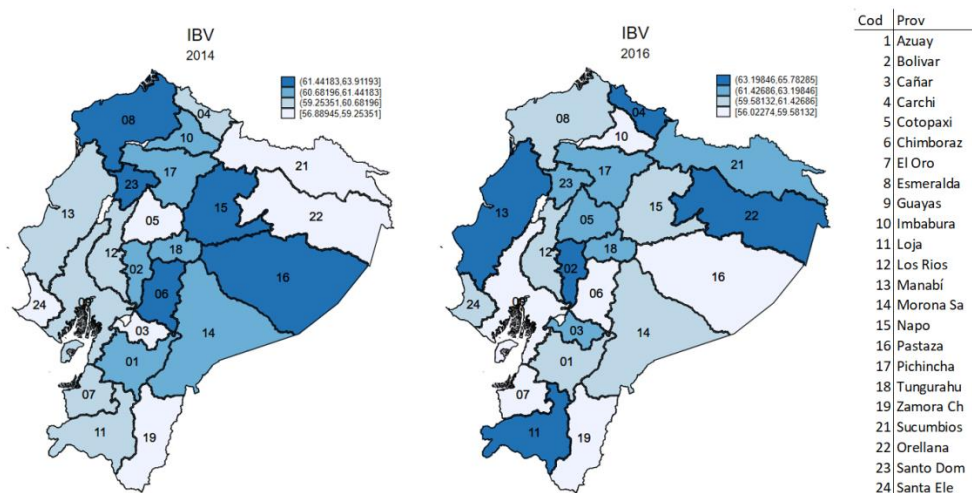 IBV
2014
(61.44183,63.91193]
(60.68196,61.44183]
(59.25351,60.68196]
[56.88945,59.25351]
08
04
10
21
23
17
13
05
15
22
12
02
18
16
24
06
03
14
01
07
11
19
IBV
2016
(63.19846,65.78285]
(61.42686,63.19846]
(59.58132,61.42686]
[56.02274,59.58132]
04
08
10
21
17
23
13
15
22
05
12
18
02
16
06
24
03
14
01
07
11
19
Cod Prov
1 Azuay
2 Bolivar
3 Cañar
4 Carchi
5 Cotopaxi
6 Chimboraz
7 El Oro
8 Esmeralda
9 Guayas
10 Imbabura
11 Loja
12 Los Rios
13 Manabí
14 Morona Sa
15 Napo
16 Pastaza
17 Pichincha
18 Tungurahu
19 Zamora Ch
21 Sucumbios
22 Orellana
23 Santo Dom
24 Santa Ele